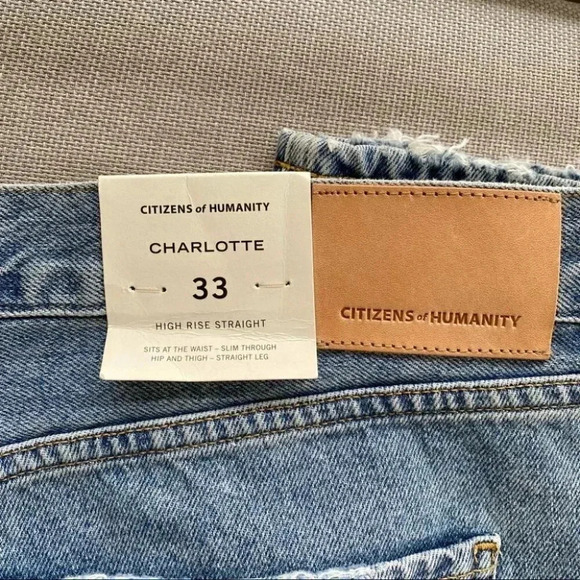 CITIZENS of HUMANITY
CHARLOTTE
33
HIGH RISE STRAIGHT
SITS AT THE WAIST – SLIM THROUGH
HIP AND THIGH – STRAIGHT LEG
CITIZENS of HUMANITY